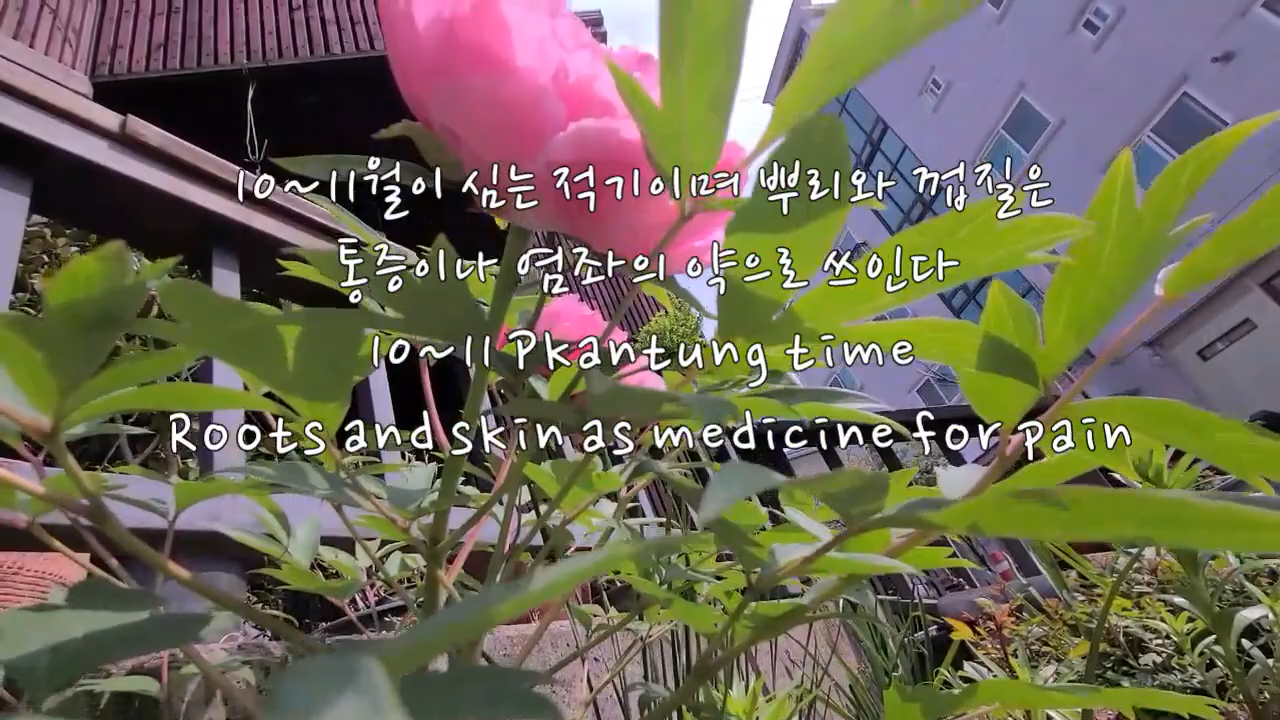 10~11월이 심는 적기이며 뿌리와 껍질은
통증이나 염좌의 약으로 쓰인다
10~11 Pkantung time
Roots and skin as medicine for pain